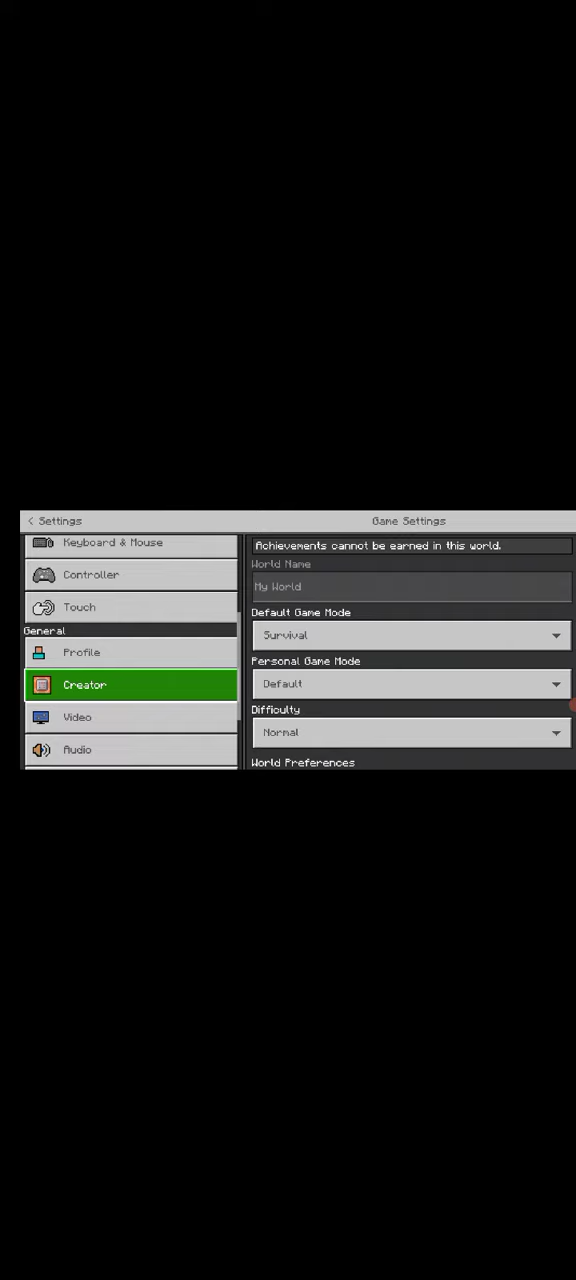 < Settings
Game Settings
Keyboard & Mouse
Controller
Touch
General
Profile
Creator
Video
Audio
Achievements cannot be earned in this world.
World Name
My World
Default Game Mode
Survival
Personal Game Mode
Default
Difficulty
Normal
World Preferences